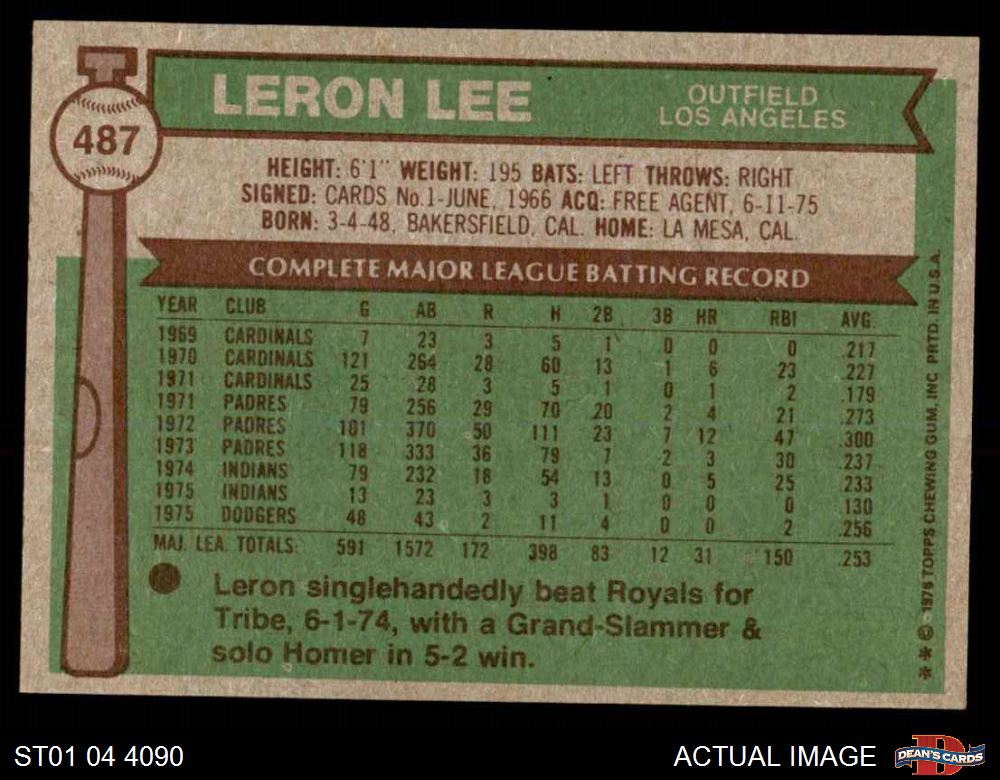 LERON LEE
OUTFIELD
LOS ANGELES
487
HEIGHT: 6'1" WEIGHT: 195 BATS: LEFT THROWS: RIGHT
SIGNED: CARDS No. 1-JUNE, 1966 ACQ: FREE AGENT, 6-11-75
BORN: 3-4-48, BAKERSFIELD, CAL. HOME: LA MESA, CAL.
COMPLETE MAJOR LEAGUE BATTING RECORD
YEAR CLUB G AB R H 2B 3B HR RBI AVG.
1969 CARDINALS 7 23 3 5 1 0 0 0 .217
1970 CARDINALS 121 264 28 60 13 1 6 23 .227
1971 CARDINALS 25 28 3 5 1 0 1 2 .179
1971 PADRES 79 256 29 70 20 2 4 21 .273
1972 PADRES 101 370 50 111 23 7 12 47 .300
1973 PADRES 118 333 36 79 7 2 3 30 .237
1974 INDIANS 79 232 18 54 13 0 5 25 .233
1975 INDIANS 13 23 3 3 1 0 0 0 .130
1975 DODGERS 48 43 2 11 4 0 0 2 .256
MAJ. LEA. TOTALS: 591 1572 172 398 83 12 31 150 .253
Leron singlehandedly beat Royals for
Tribe, 6-1-74, with a Grand-Slammer &
solo Homer in 5-2 win.
** © 1976 TOPPS CHEWING GUM, INC PRTD. IN U.S.A.
ST01 04 4090
ACTUAL IMAGE
DEAN'S CARDS